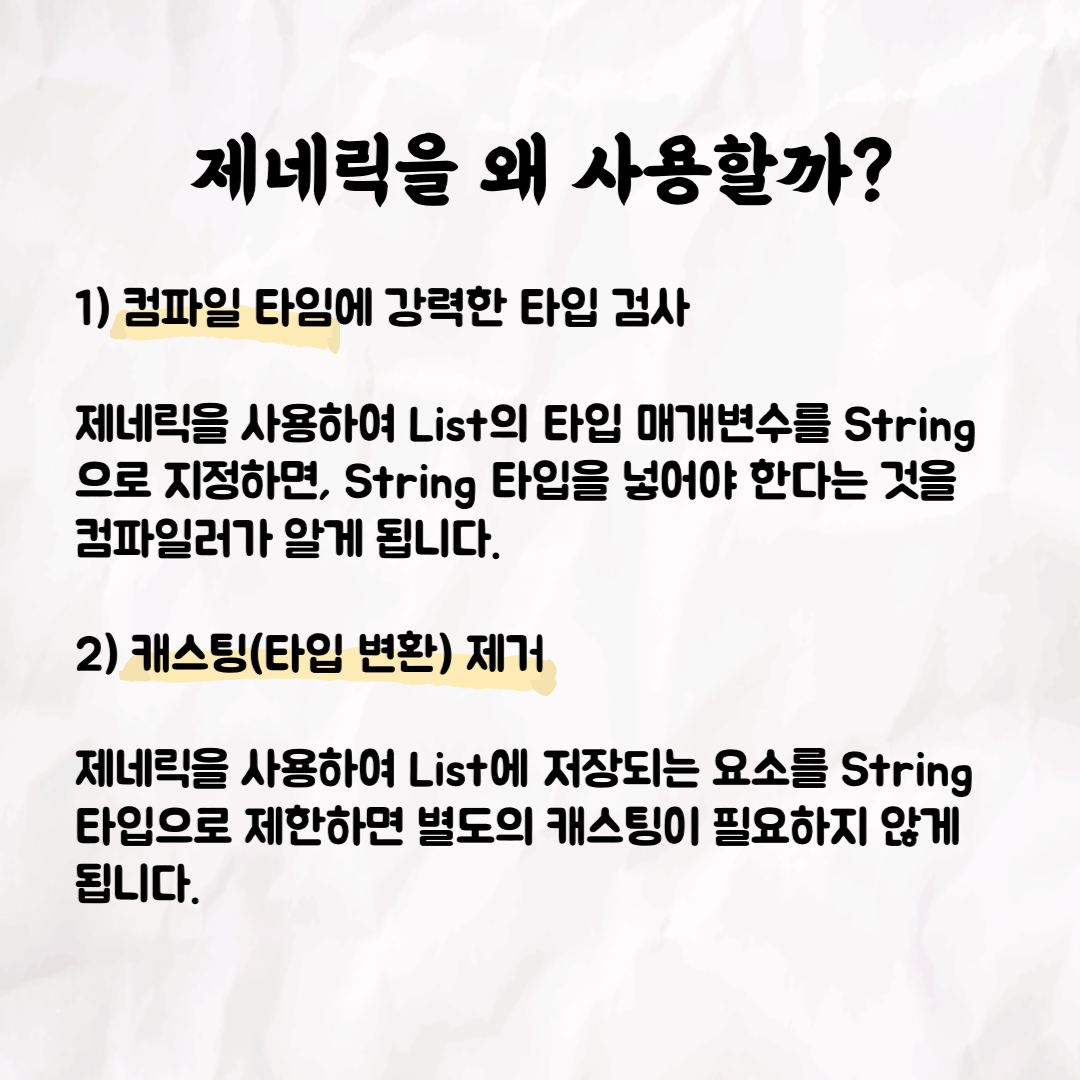 제네릭을 왜 사용할까?
1) 컴파일 타임에 강력한 타입 검사
제네릭을 사용하여 List의 타입 매개변수를 String
으로 지정하면, String 타입을 넣어야 한다는 것을
컴파일러가 알게 됩니다.
2) 캐스팅(타입 변환) 제거
제네릭을 사용하여 List에 저장되는 요소를 String
타입으로 제한하면 별도의 캐스팅이 필요하지 않게
됩니다.